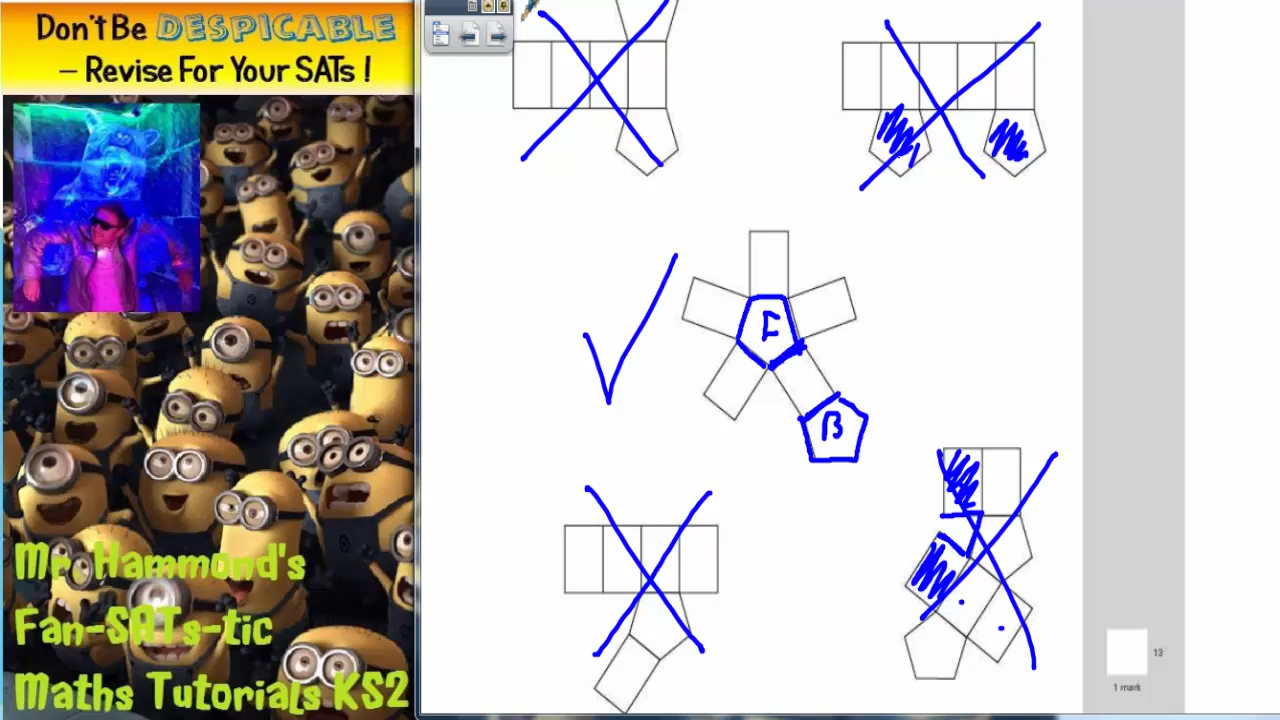 Don't Be DESPICABLE
– Revise For Your SATs !
F
B
Mr. Hammond's
Fan-SATs-tic
Maths Tutorials KS2
13
1 mark